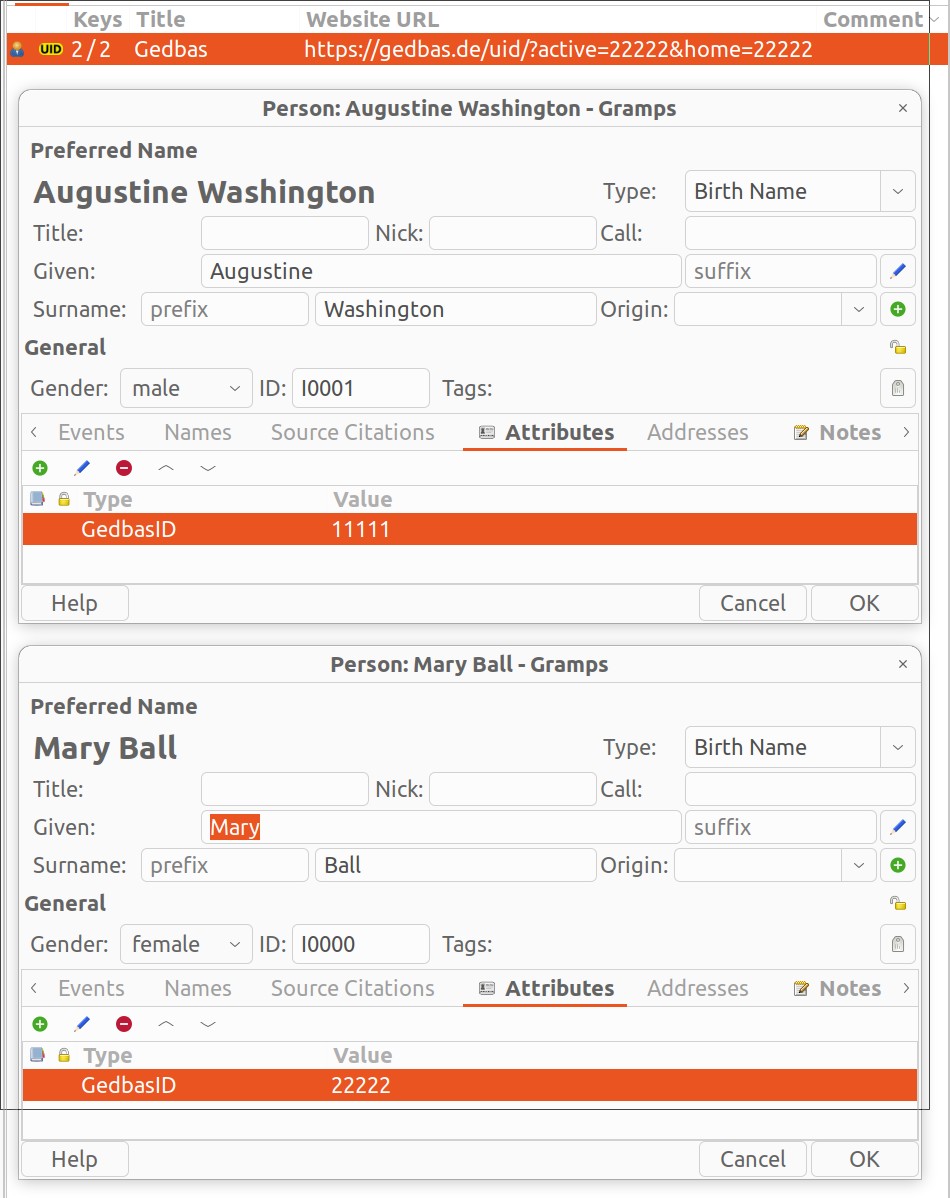 Keys Title Website URL Comment
UID 2 / 2 Gedbas https://gedbas.de/uid/?active=22222&home=22222
Person: Augustine Washington - Gramps ×
Preferred Name
Augustine Washington Type: Birth Name
Title: Nick: Call:
Given: Augustine suffix
Surname: prefix Washington Origin:
General
Gender: male ID: I0001 Tags:
Events Names Source Citations Attributes Addresses Notes
Type Value
GedbasID 11111
Help Cancel OK
Person: Mary Ball - Gramps ×
Preferred Name
Mary Ball Type: Birth Name
Title: Nick: Call:
Given: Mary suffix
Surname: prefix Ball Origin:
General
Gender: female ID: I0000 Tags:
Events Names Source Citations Attributes Addresses Notes
Type Value
GedbasID 22222
Help Cancel OK